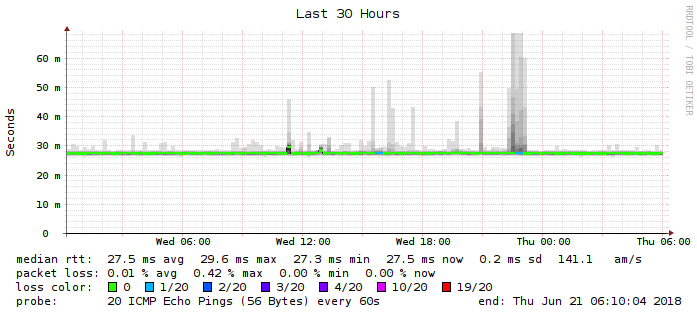 Last 30 Hours
RRDTOOL / TOBI OETIKER
Seconds
60 m
50 m
40 m
30 m
20 m
10 m
0
Wed 06:00 Wed 12:00 Wed 18:00 Thu 00:00 Thu 06:00
median rtt: 27.5 ms avg 29.6 ms max 27.3 ms min 27.5 ms now 0.2 ms sd 141.1 am/s
packet loss: 0.01 % avg 0.42 % max 0.00 % min 0.00 % now
loss color: 0 1/20 2/20 3/20 4/20 10/20 19/20
probe: 20 ICMP Echo Pings (56 Bytes) every 60s end: Thu Jun 21 06:10:04 2018